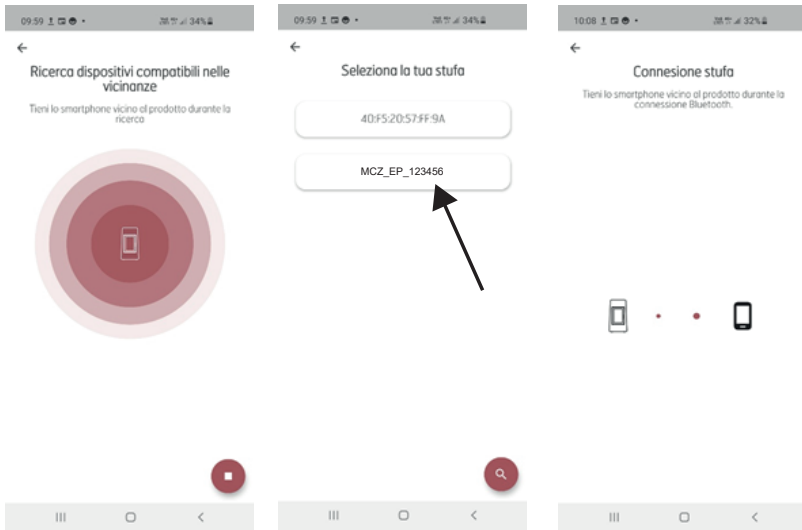 09:59
34%
Ricerca dispositivi compatibili nelle
vicinanze
Tieni lo smartphone vicino al prodotto durante la
ricerca
09:59
34%
Seleziona la tua stufa
40:F5:20:57:FF:9A
MCZ_EP_123456
10:08
32%
Connesione stufa
Tieni lo smartphone vicino al prodotto durante la
connessione Bluetooth.